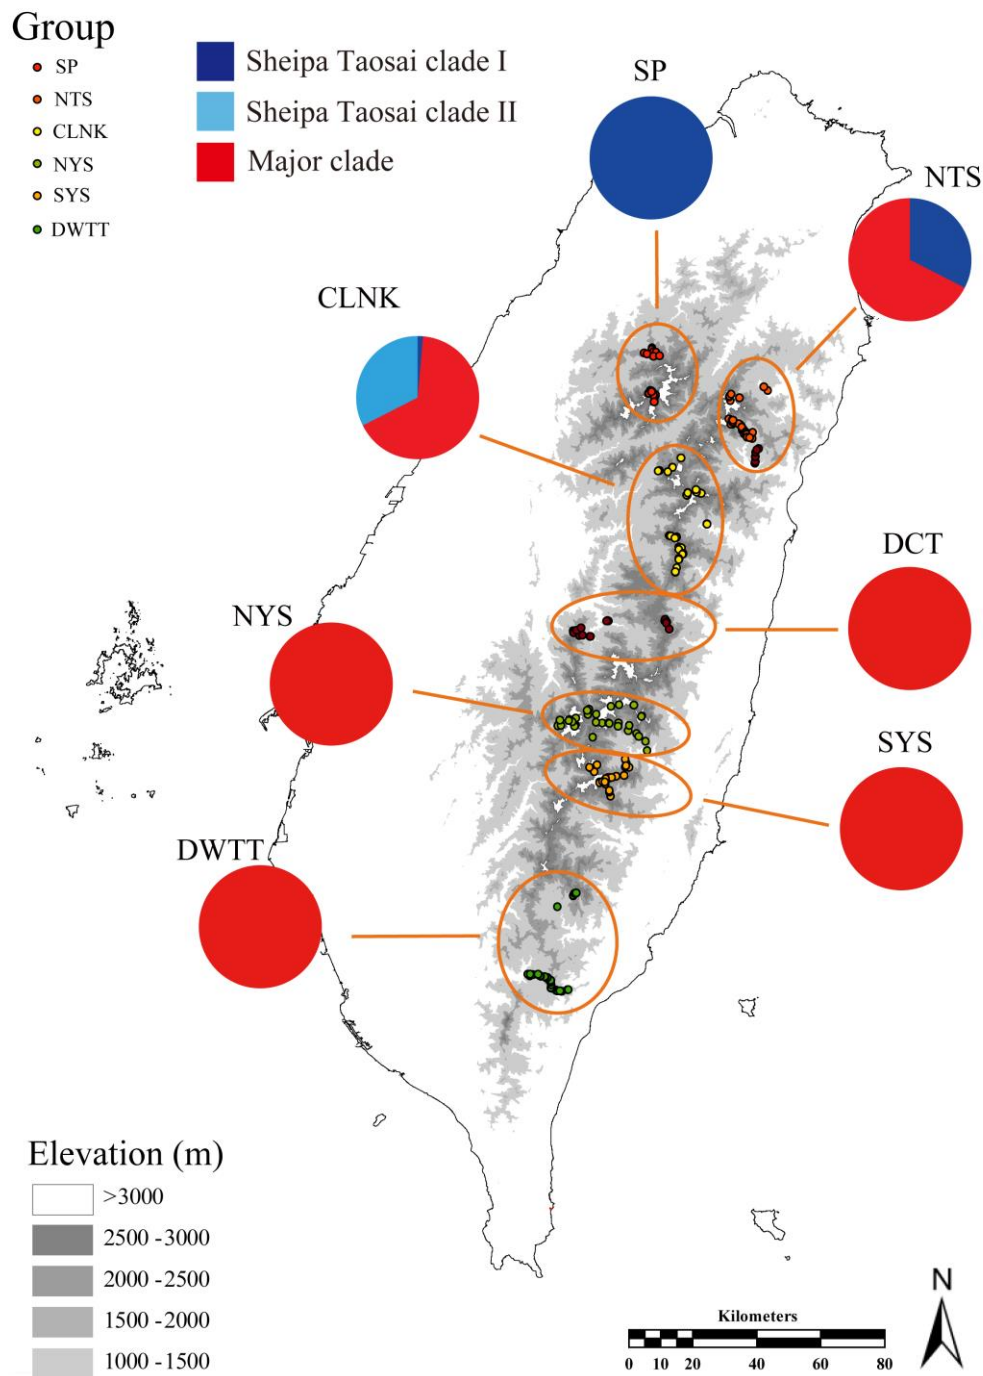 Group
SP
NTS
CLNK
NYS
SYS
DWTT
Sheipa Taosai clade I
Sheipa Taosai clade II
Major clade
SP
NTS
CLNK
DCT
NYS
SYS
DWTT
Elevation (m)
>3000
2500 -3000
2000 -2500
1500 -2000
1000 -1500
Kilometers
0 10 20 40 60 80
N